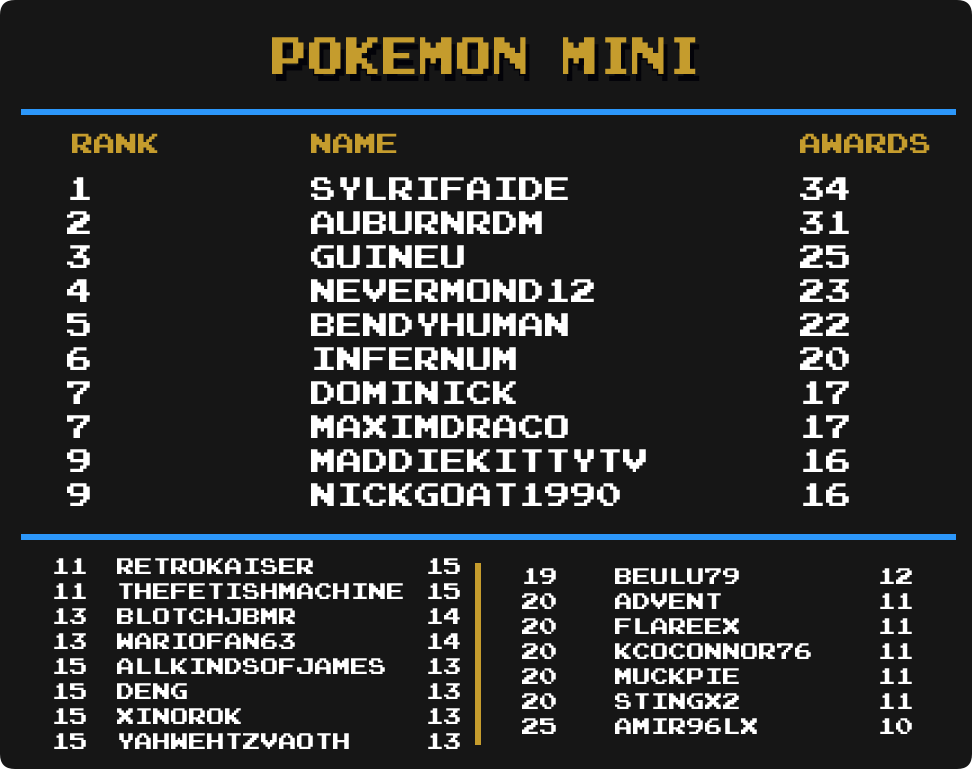 POKEMON MINI
RANK NAME AWARDS
1 SYLRIFAIDE 34
2 AUBURNRDM 31
3 GUINEU 25
4 NEVERMOND12 23
5 BENDYHUMAN 22
6 INFERNUM 20
7 DOMINICK 17
7 MAXIMDRACO 17
9 MADDIEKITTYTV 16
9 NICKGOAT1990 16
11 RETROKAISER 15
11 THEFETISHMACHINE 15
13 BLOTCHJBMR 14
13 WARIOFAN63 14
15 ALLKINDSOFJAMES 13
15 DENG 13
15 XINOROK 13
15 YAHWEHTZVAOTH 13
19 BEULU79 12
20 ADVENT 11
20 FLAREEX 11
20 KCOCONNOR76 11
20 MUCKPIE 11
20 STINGX2 11
25 AMIR96LX 10